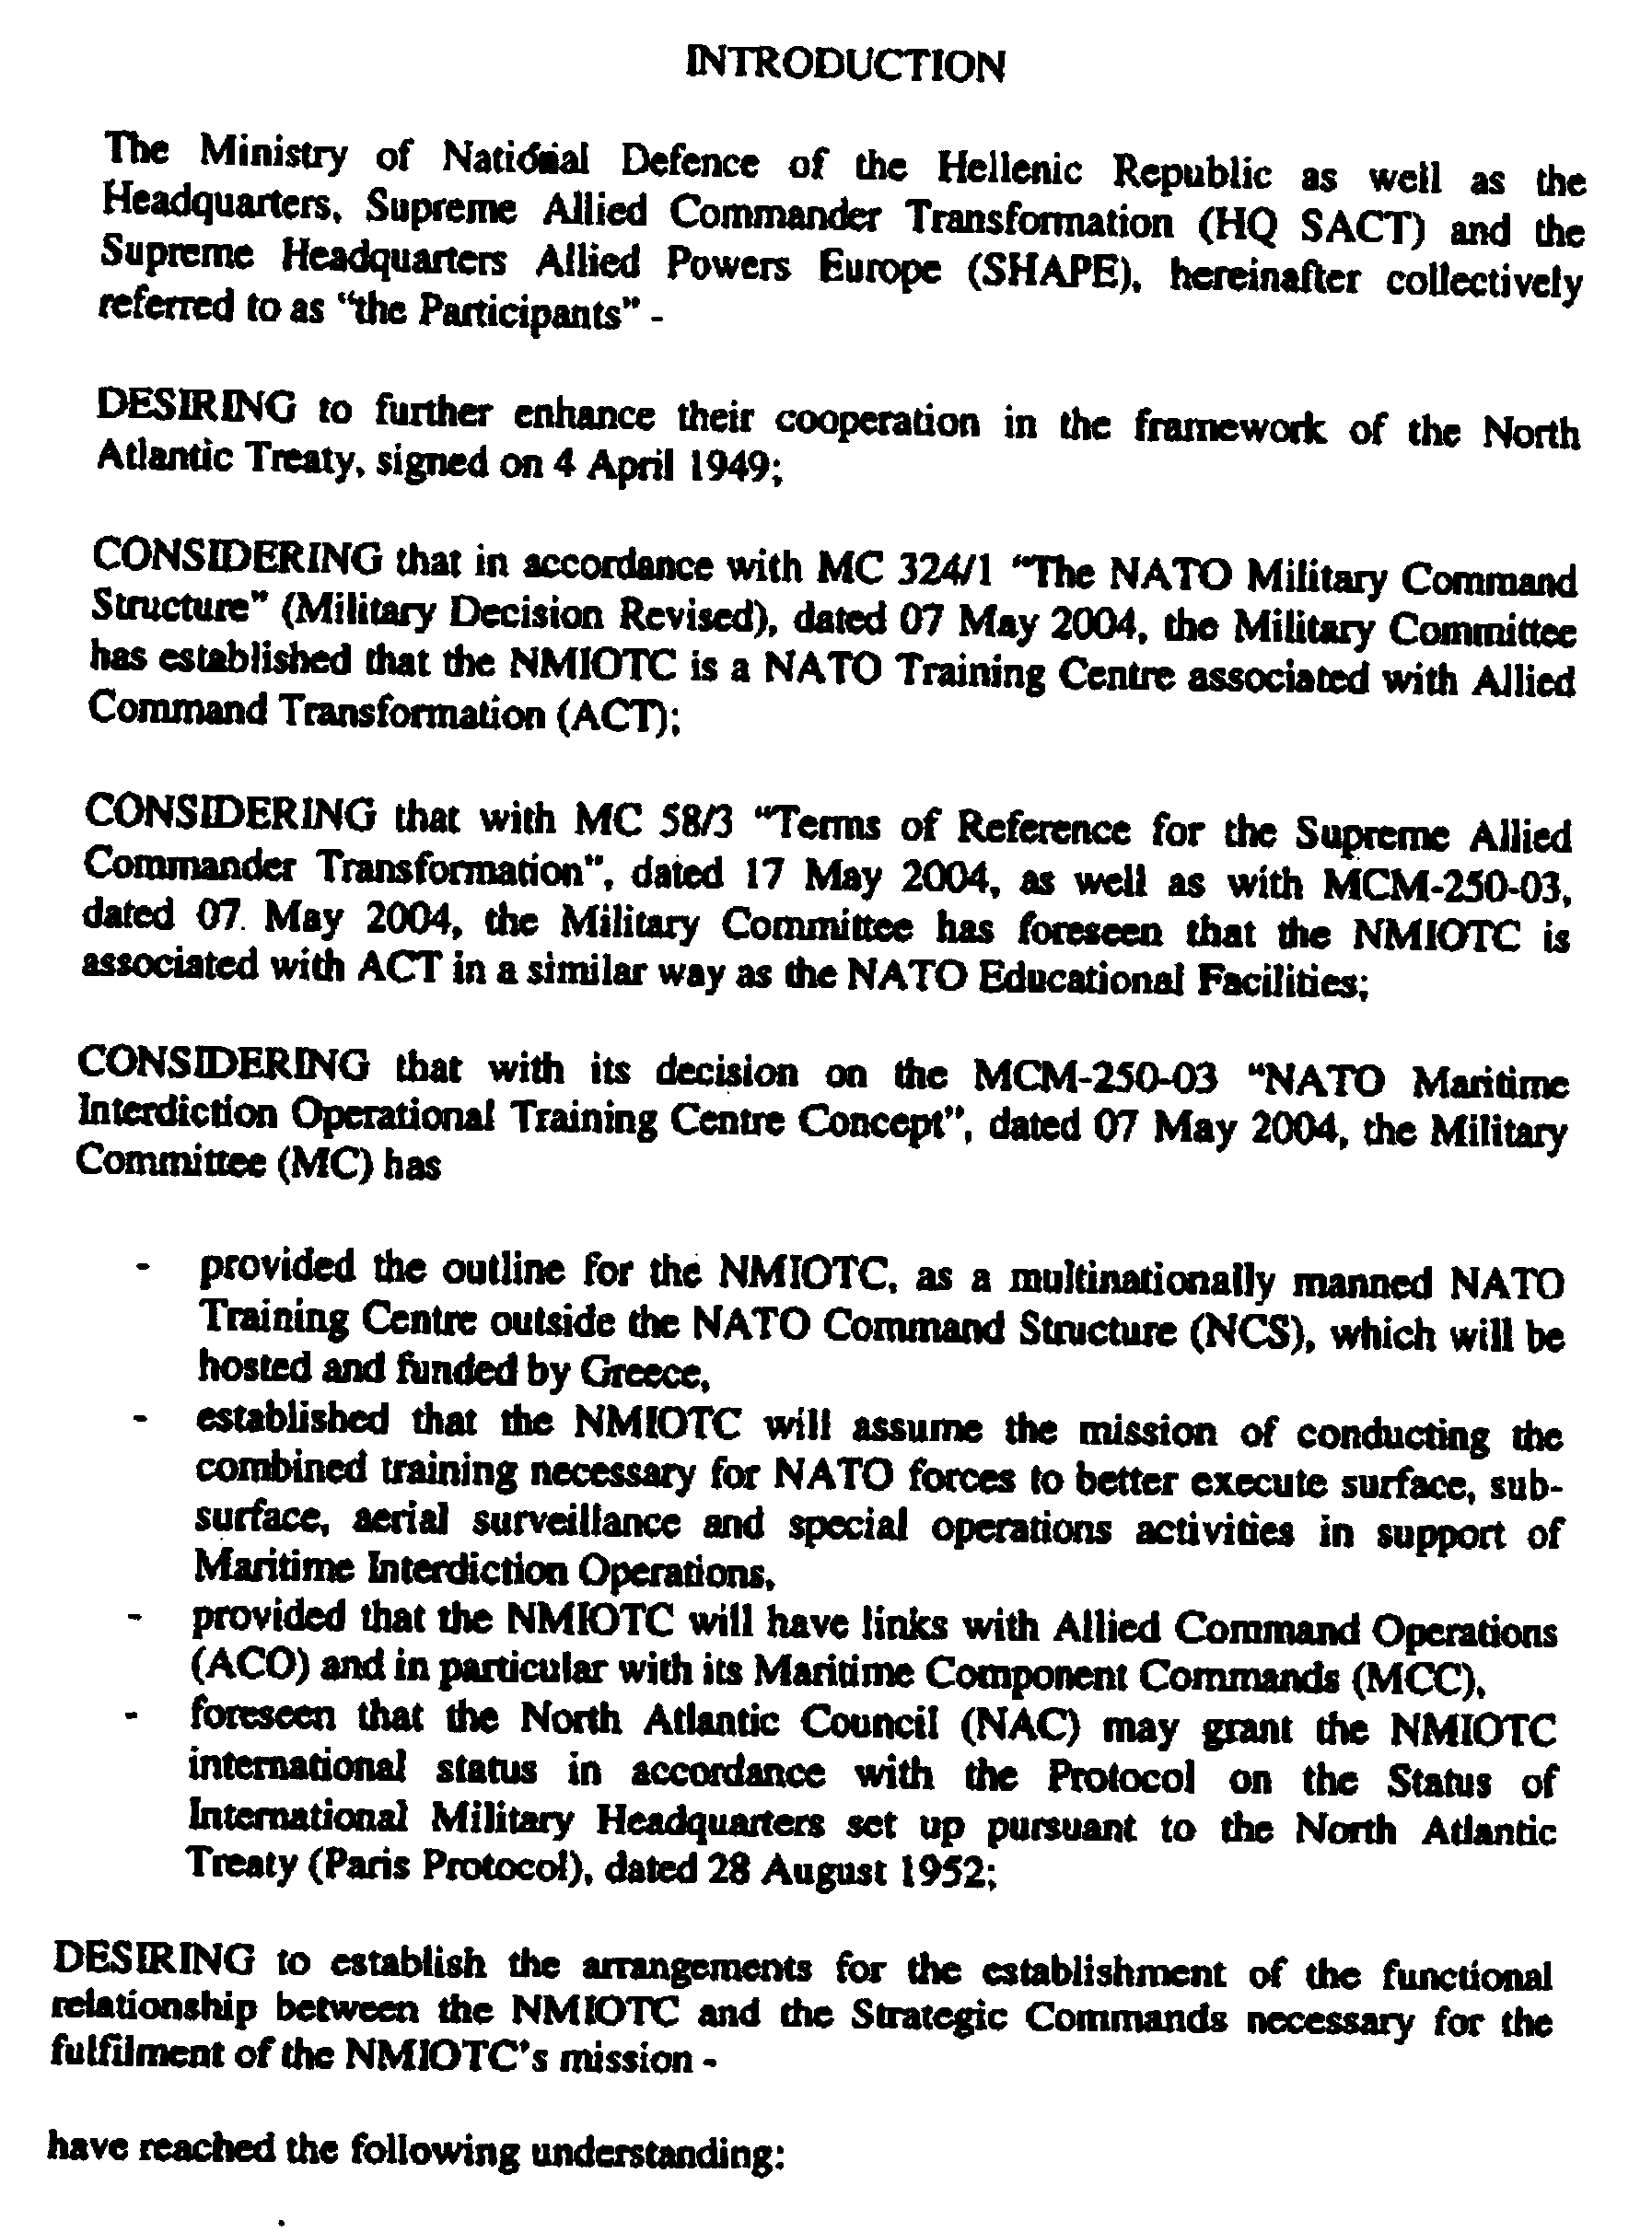 INTRODUCTION
The Ministry of National Defence of the Hellenic Republic as well as the
Headquarters, Supreme Allied Commander Transformation (HQ SACT) and the
Supreme Headquarters Allied Powers Europe (SHAPE), hereinafter collectively
referred to as "the Participants" -
DESIRING to further enhance their cooperation in the framework of the North
Atlantic Treaty, signed on 4 April 1949;
CONSIDERING that in accordance with MC 324/1 "The NATO Military Command
Structure" (Military Decision Revised), dated 07 May 2004, the Military Committee
has established that the NMIOTC is a NATO Training Centre associated with Allied
Command Transformation (ACT);
CONSIDERING that with MC 58/3 "Terms of Reference for the Supreme Allied
Commander Transformation", dated 17 May 2004, as well as with MCM-250-03,
dated 07. May 2004, the Military Committee has foreseen that the NMIOTC is
associated with ACT in a similar way as the NATO Educational Facilities;
CONSIDERING that with its decision on the MCM-250-03 "NATO Maritime
Interdiction Operational Training Centre Concept", dated 07 May 2004, the Military
Committee (MC) has
- provided the outline for the NMIOTC, as a multinationally manned NATO
Training Centre outside the NATO Command Structure (NCS), which will be
hosted and funded by Greece,
- established that the NMIOTC will assume the mission of conducting the
combined training necessary for NATO forces to better execute surface, sub-
surface, aerial surveillance and special operations activities in support of
Maritime Interdiction Operations,
- provided that the NMIOTC will have links with Allied Command Operations
(ACO) and in particular with its Maritime Component Commands (MCC),
- foreseen that the North Atlantic Council (NAC) may grant the NMIOTC
international status in accordance with the Protocol on the Status of
International Military Headquarters set up pursuant to the North Atlantic
Treaty (Paris Protocol), dated 28 August 1952;
DESIRING to establish the arrangements for the establishment of the functional
relationship between the NMIOTC and the Strategic Commands necessary for the
fulfilment of the NMIOTC's mission -
have reached the following understanding: